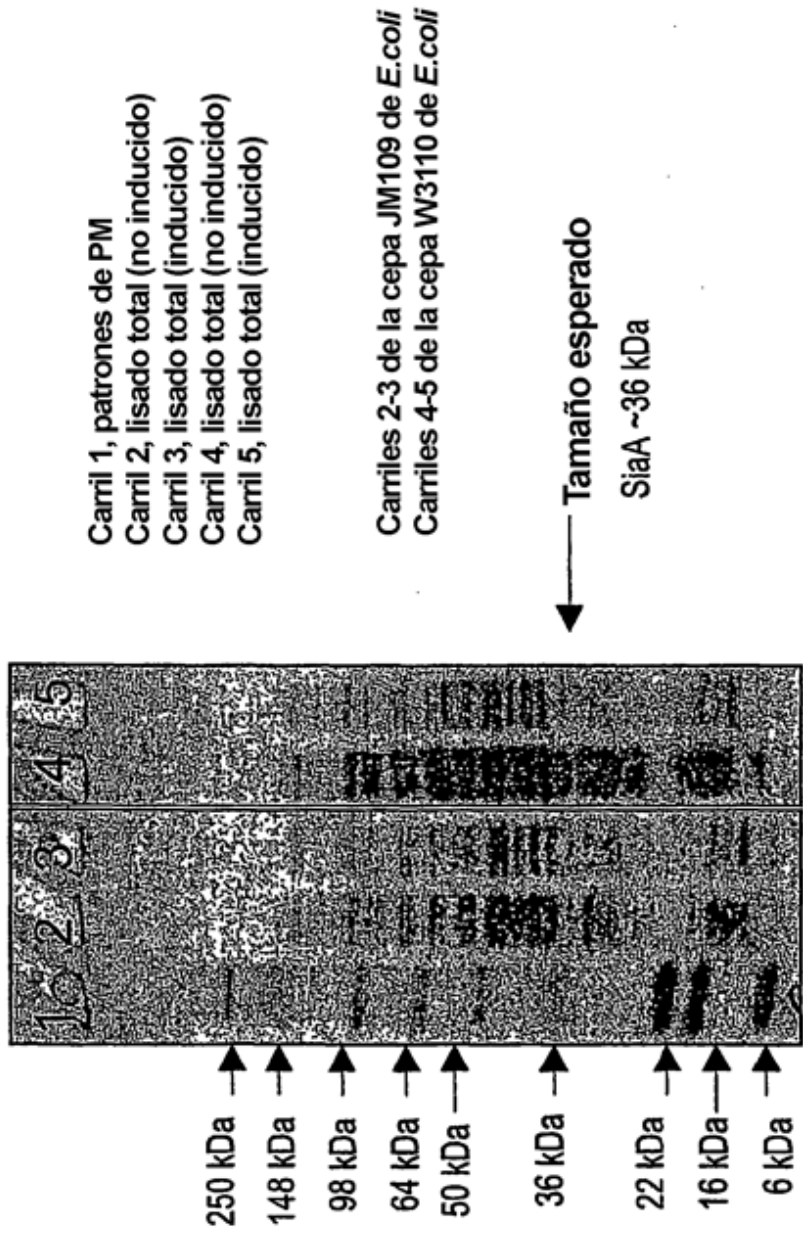 Carril 1, patrones de PM
Carril 2, lisado total (no inducido)
Carril 3, lisado total (inducido)
Carril 4, lisado total (no inducido)
Carril 5, lisado total (inducido)
Carriles 2-3 de la cepa JM109 de E.coli
Carriles 4-5 de la cepa W3110 de E.coli
Tamaño esperado
SiaA ~36 kDa
1 2 3 4 5
250 kDa
148 kDa
98 kDa
64 kDa
50 kDa
36 kDa
22 kDa
16 kDa
6 kDa